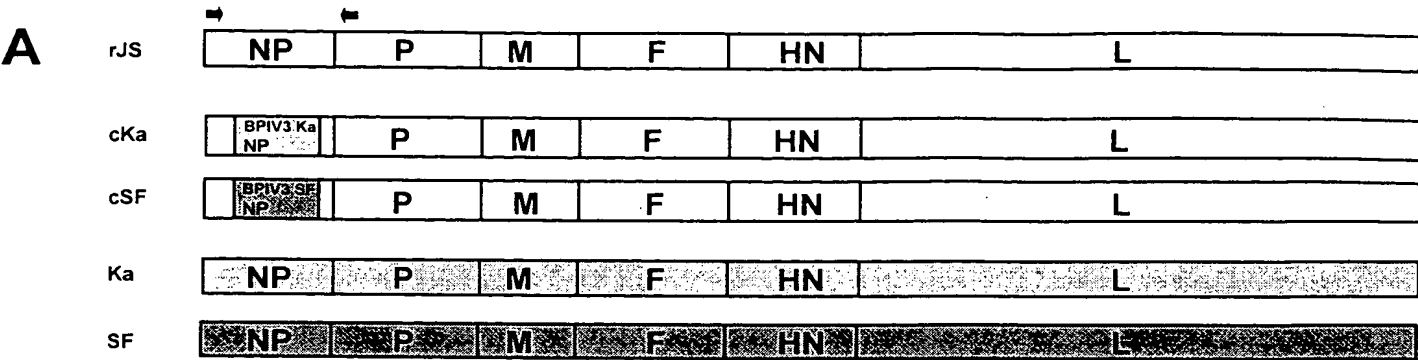 A
rJS NP P M F HN L
cKa BPIV3 Ka NP P M F HN L
cSF BPIV3 SF NP P M F HN L
Ka NP P M F HN L
SF NP P M F HN L